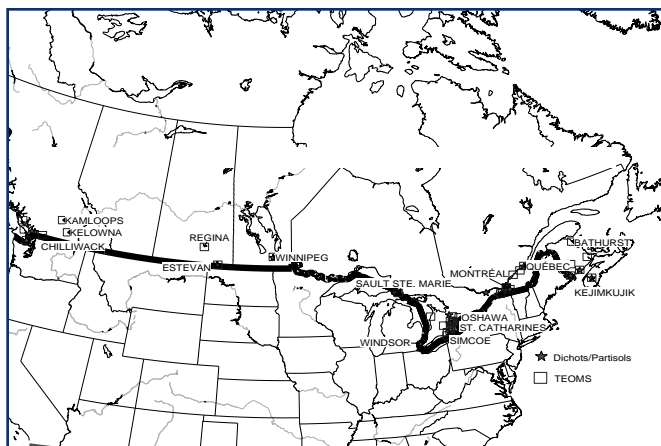 KAMLOOPS
KELOWNA
CHILLIWACK
REGINA
ESTEVAN
WINNIPEG
SAULT STE. MARIE
MONTRÉAL
QUÉBEC
BATHURST
KEJIMKUJIK
OSHAWA
ST. CATHARINES
SIMCOE
WINDSOR
Dichots/Partisols
TEOMS